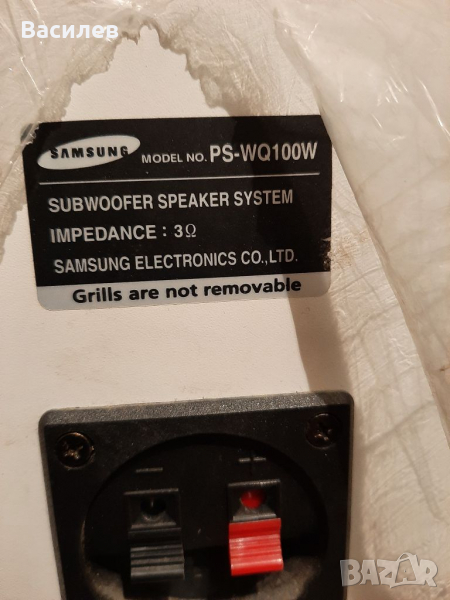 Василев
SAMSUNG MODEL NO. PS-WQ100W
SUBWOOFER SPEAKER SYSTEM
IMPEDANCE : 3Ω
SAMSUNG ELECTRONICS CO.,LTD.
Grills are not removable
BAZAR